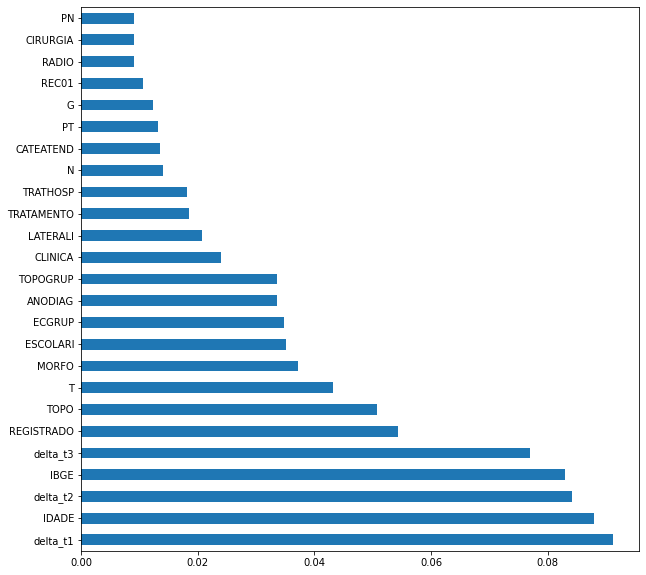 PN
CIRURGIA
RADIO
REC01
G
PT
CATEATEND
N
TRATHOSP
TRATAMENTO
LATERALI
CLINICA
TOPOGRUP
ANODIAG
ECGRUP
ESCOLARI
MORFO
T
TOPO
REGISTRADO
delta_t3
IBGE
delta_t2
IDADE
delta_t1
0.00 0.02 0.04 0.06 0.08